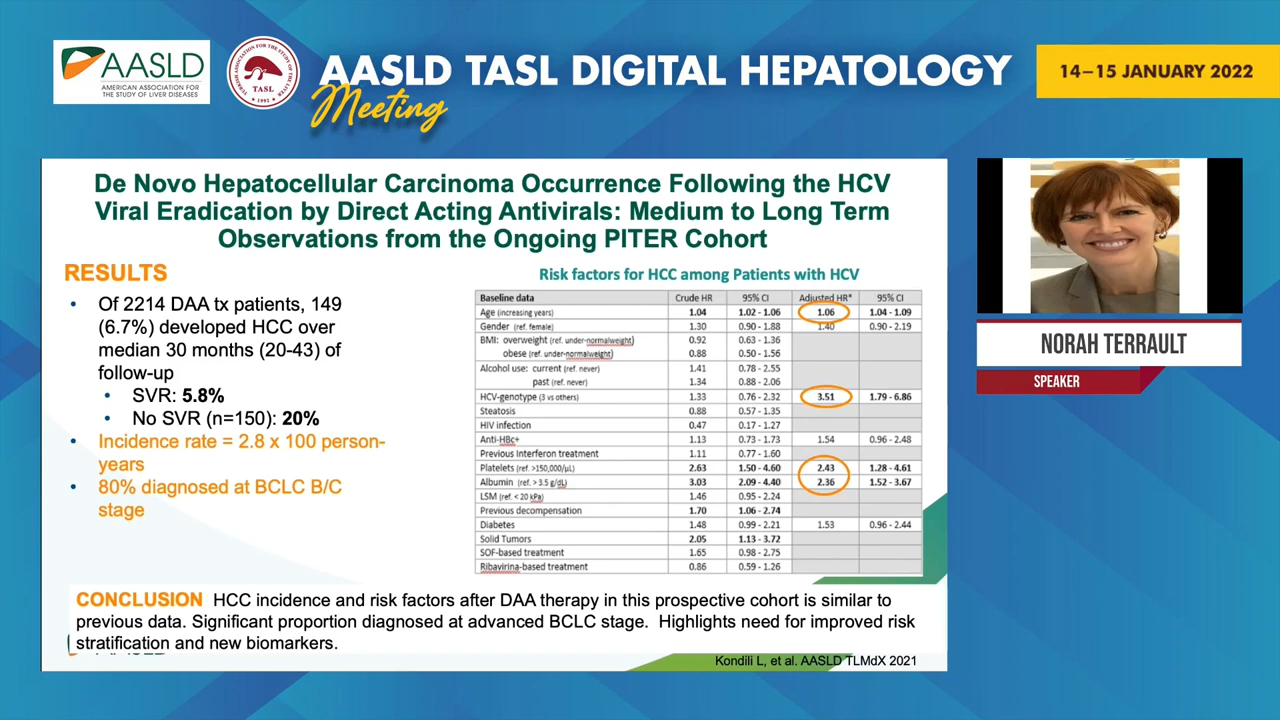 AASLD
AMERICAN ASSOCIATION FOR
THE STUDY OF LIVER DISEASES
TASL
1992
AASLD TASL DIGITAL HEPATOLOGY
Meeting
14–15 JANUARY 2022
De Novo Hepatocellular Carcinoma Occurrence Following the HCV
Viral Eradication by Direct Acting Antivirals: Medium to Long Term
Observations from the Ongoing PITER Cohort
RESULTS
• Of 2214 DAA tx patients, 149
(6.7%) developed HCC over
median 30 months (20-43) of
follow-up
• SVR: 5.8%
• No SVR (n=150): 20%
• Incidence rate = 2.8 x 100 person-
years
• 80% diagnosed at BCLC B/C
stage
Risk factors for HCC among Patients with HCV
Baseline data Crude HR 95% CI Adjusted HR* 95% CI
Age (increasing years) 1.04 1.02 - 1.06 1.06 1.04 - 1.09
Gender (ref. female) 1.30 0.90 - 1.88 1.40 0.90 - 2.19
BMI: overweight (ref. under-normalweight) 0.92 0.63 - 1.36
obese (ref. under-normalweight) 0.88 0.50 - 1.56
Alcohol use: current (ref. never) 1.41 0.78 - 2.55
past (ref. never) 1.34 0.88 - 2.06
HCV-genotype (3 vs others) 1.33 0.76 - 2.32 3.51 1.79 - 6.86
Steatosis 0.88 0.57 - 1.35
HIV infection 0.47 0.17 - 1.27
Anti-HBc+ 1.13 0.73 - 1.73 1.54 0.96 - 2.48
Previous Interferon treatment 1.11 0.77 - 1.60
Platelets (ref. >150,000/µL) 2.63 1.50 - 4.60 2.43 1.28 - 4.61
Albumin (ref. > 3.5 g/dL) 3.03 2.09 - 4.40 2.36 1.52 - 3.67
LSM (ref. < 20 kPa) 1.46 0.95 - 2.24
Previous decompensation 1.70 1.06 - 2.74
Diabetes 1.48 0.99 - 2.21 1.53 0.96 - 2.44
Solid Tumors 2.05 1.13 - 3.72
SOF-based treatment 1.65 0.98 - 2.75
Ribavirina-based treatment 0.86 0.59 - 1.26
CONCLUSION HCC incidence and risk factors after DAA therapy in this prospective cohort is similar to
previous data. Significant proportion diagnosed at advanced BCLC stage. Highlights need for improved risk
stratification and new biomarkers.
Kondili L, et al. AASLD TLMdX 2021
NORAH TERRAULT
SPEAKER